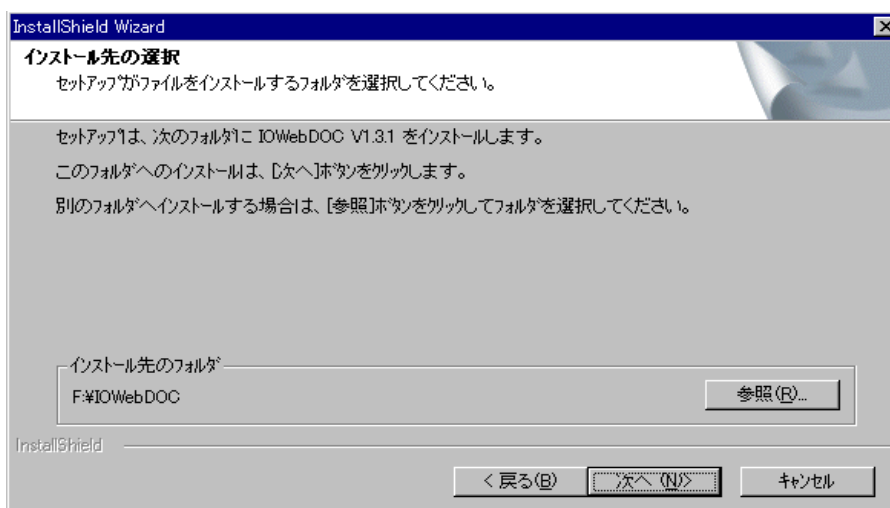 InstallShield Wizard
インストール先の選択
セットアップがファイルをインストールするフォルダを選択してください。
セットアップは、次のフォルダに IOWebDOC V1.3.1 をインストールします。
このフォルダへのインストールは、[次へ]ボタンをクリックします。
別のフォルダへインストールする場合は、[参照]ボタンをクリックしてフォルダを選択してください。
インストール先のフォルダ
F:¥IOWebDOC
参照(R)...
InstallShield
< 戻る(B)
次へ (N)>
キャンセル